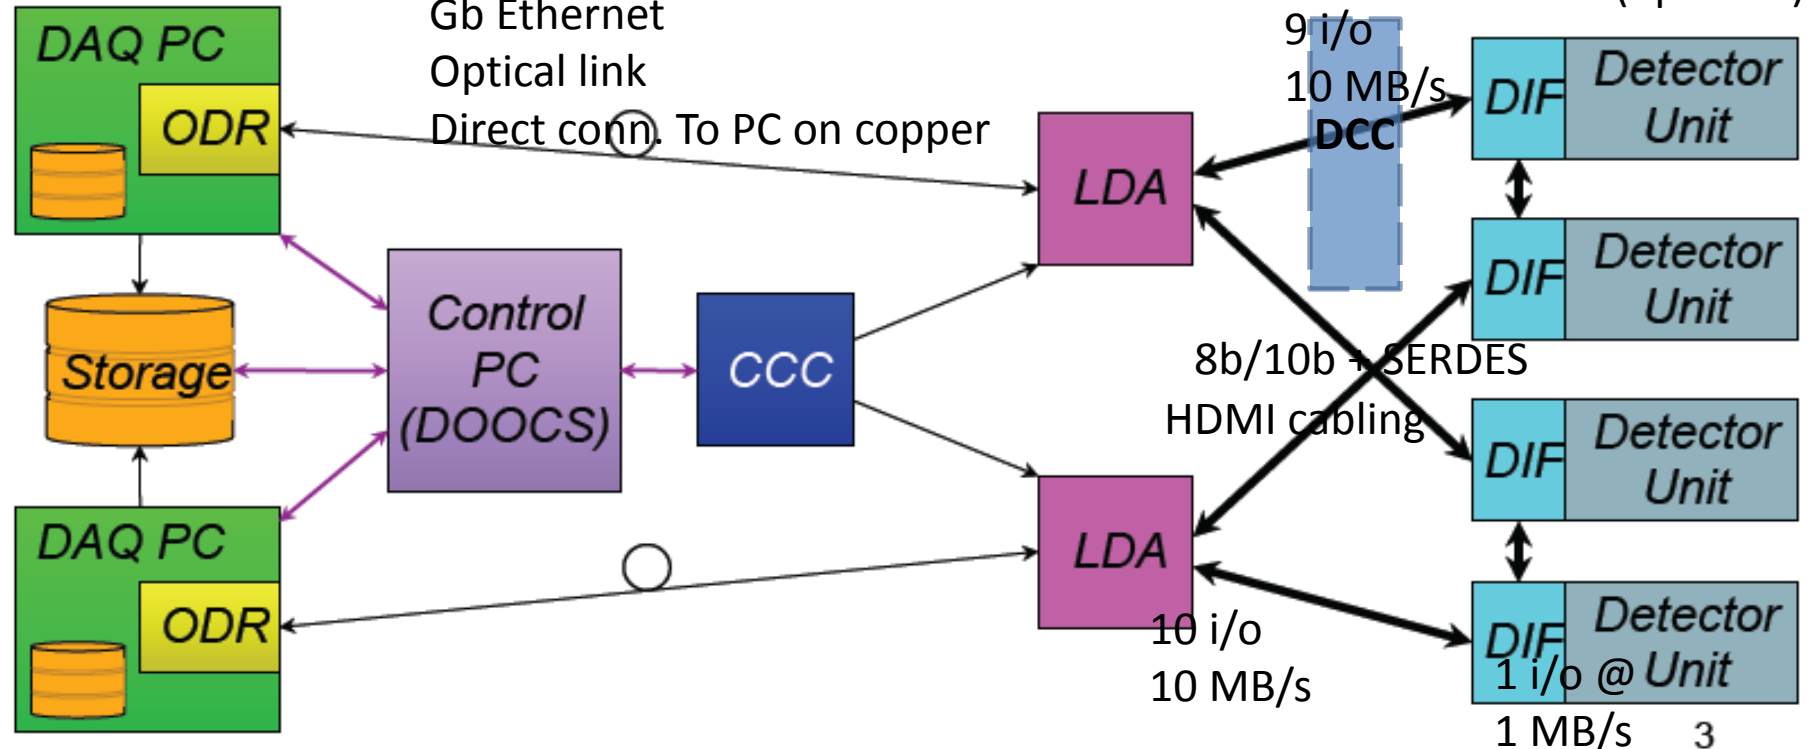 DAQ PC
ODR
Gb Ethernet
Optical link
Direct conn. To PC on copper
9 i/o
10 MB/s
DCC
LDA
DIF
Detector
Unit
DIF
Detector
Unit
Storage
Control
PC
(DOOCS)
CCC
8b/10b + SERDES
HDMI cabling
DIF
Detector
Unit
DAQ PC
ODR
LDA
10 i/o
10 MB/s
DIF
Detector
Unit
1 i/o @
1 MB/s
3